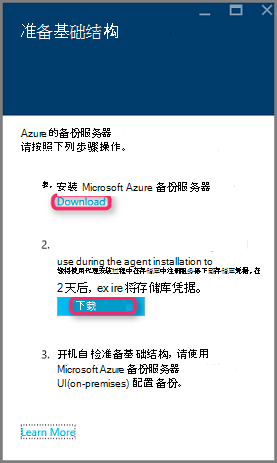 准备基础结构
Azure 的备份服务器
请按照下列步骤操作。
安装 Microsoft Azure 备份服务器
Download
2.
use during the agent installation to
2天后，ex ire 将存储库凭据。
下载
3. 开机自检准备基础结构，请使用
Microsoft Azure 备份服务器
UI(on-premises) 配置备份。
Learn More